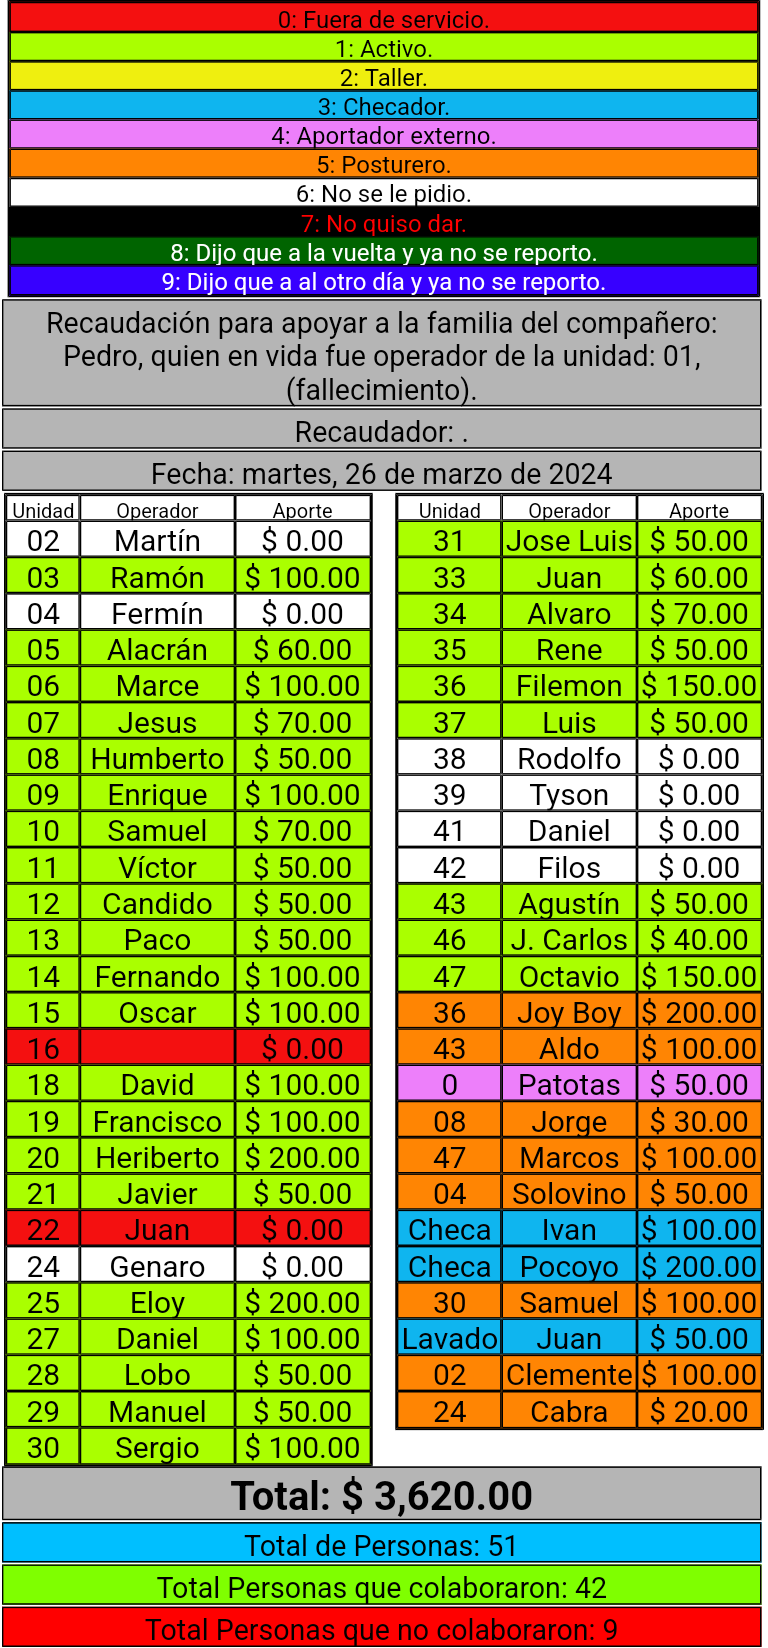 0: Fuera de servicio.
1: Activo.
2: Taller.
3: Checador.
4: Aportador externo.
5: Posturero.
6: No se le pidio.
7: No quiso dar.
8: Dijo que a la vuelta y ya no se reporto.
9: Dijo que a al otro día y ya no se reporto.
Recaudación para apoyar a la familia del compañero:
Pedro, quien en vida fue operador de la unidad: 01,
(fallecimiento).
Recaudador: .
Fecha: martes, 26 de marzo de 2024
Unidad Operador Aporte
02 Martín $ 0.00
03 Ramón $ 100.00
04 Fermín $ 0.00
05 Alacrán $ 60.00
06 Marce $ 100.00
07 Jesus $ 70.00
08 Humberto $ 50.00
09 Enrique $ 100.00
10 Samuel $ 70.00
11 Víctor $ 50.00
12 Candido $ 50.00
13 Paco $ 50.00
14 Fernando $ 100.00
15 Oscar $ 100.00
16 $ 0.00
18 David $ 100.00
19 Francisco $ 100.00
20 Heriberto $ 200.00
21 Javier $ 50.00
22 Juan $ 0.00
24 Genaro $ 0.00
25 Eloy $ 200.00
27 Daniel $ 100.00
28 Lobo $ 50.00
29 Manuel $ 50.00
30 Sergio $ 100.00
Unidad Operador Aporte
31 Jose Luis $ 50.00
33 Juan $ 60.00
34 Alvaro $ 70.00
35 Rene $ 50.00
36 Filemon $ 150.00
37 Luis $ 50.00
38 Rodolfo $ 0.00
39 Tyson $ 0.00
41 Daniel $ 0.00
42 Filos $ 0.00
43 Agustín $ 50.00
46 J. Carlos $ 40.00
47 Octavio $ 150.00
36 Joy Boy $ 200.00
43 Aldo $ 100.00
0 Patotas $ 50.00
08 Jorge $ 30.00
47 Marcos $ 100.00
04 Solovino $ 50.00
Checa Ivan $ 100.00
Checa Pocoyo $ 200.00
30 Samuel $ 100.00
Lavado Juan $ 50.00
02 Clemente $ 100.00
24 Cabra $ 20.00
Total: $ 3,620.00
Total de Personas: 51
Total Personas que colaboraron: 42
Total Personas que no colaboraron: 9